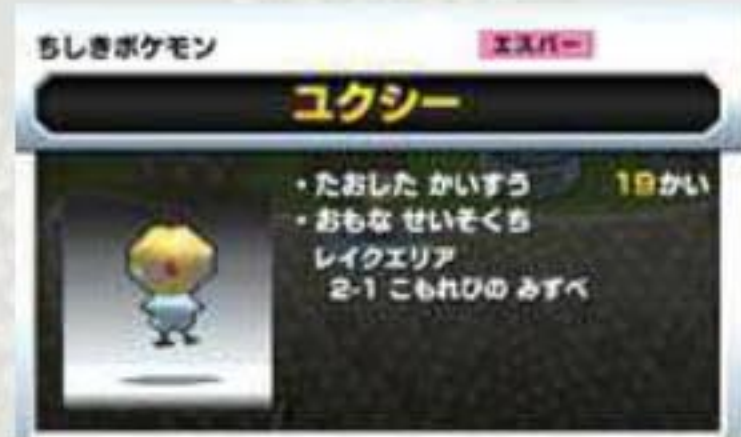 ちしきポケモン エスパー
ユクシー
・たおした かいすう 19かい
・おもな せいそくち
レイクエリア
2-1 こもれびの みずべ